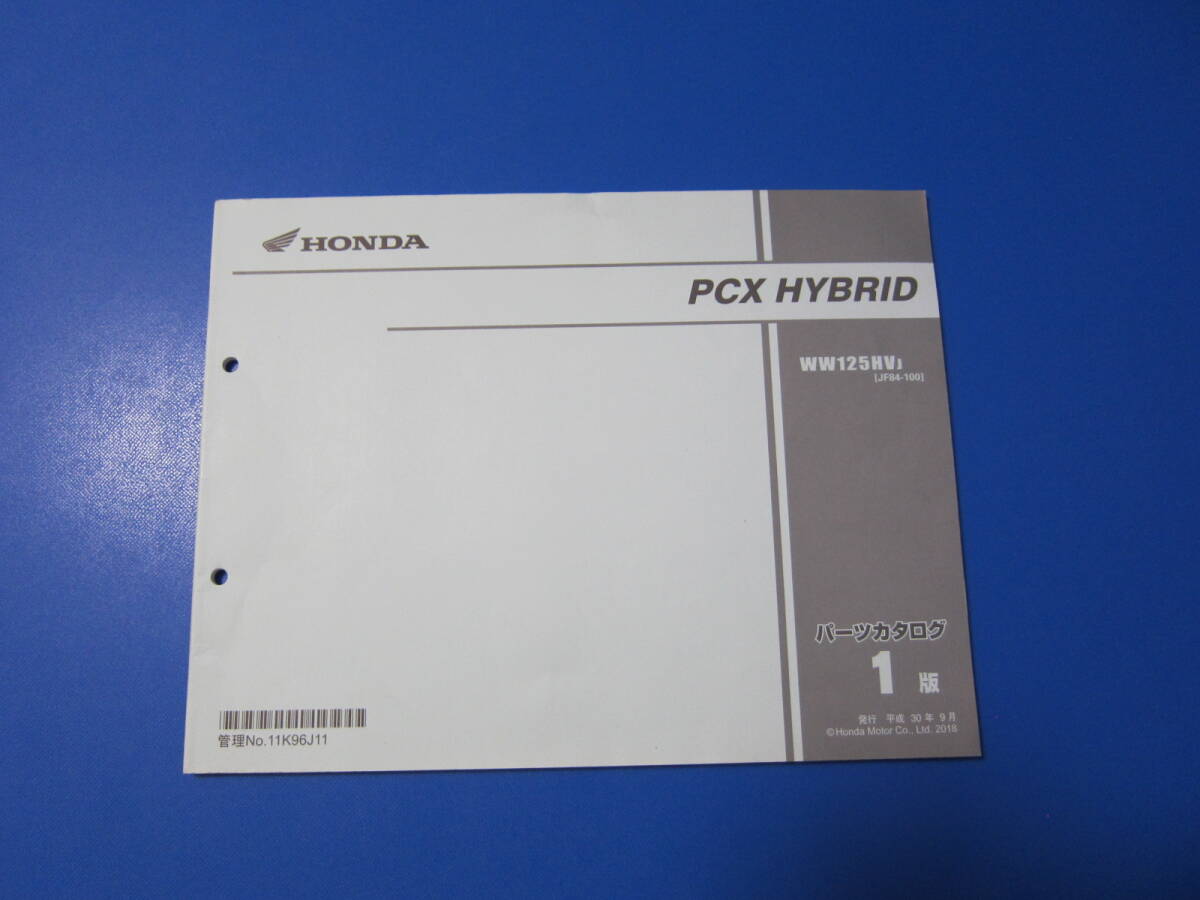 HONDA
PCX HYBRID
WW125HVJ
[JF84-100]
パーツカタログ
1 版
発行 平成 30 年 9 月
©Honda Motor Co., Ltd. 2018
管理No.11K96J11